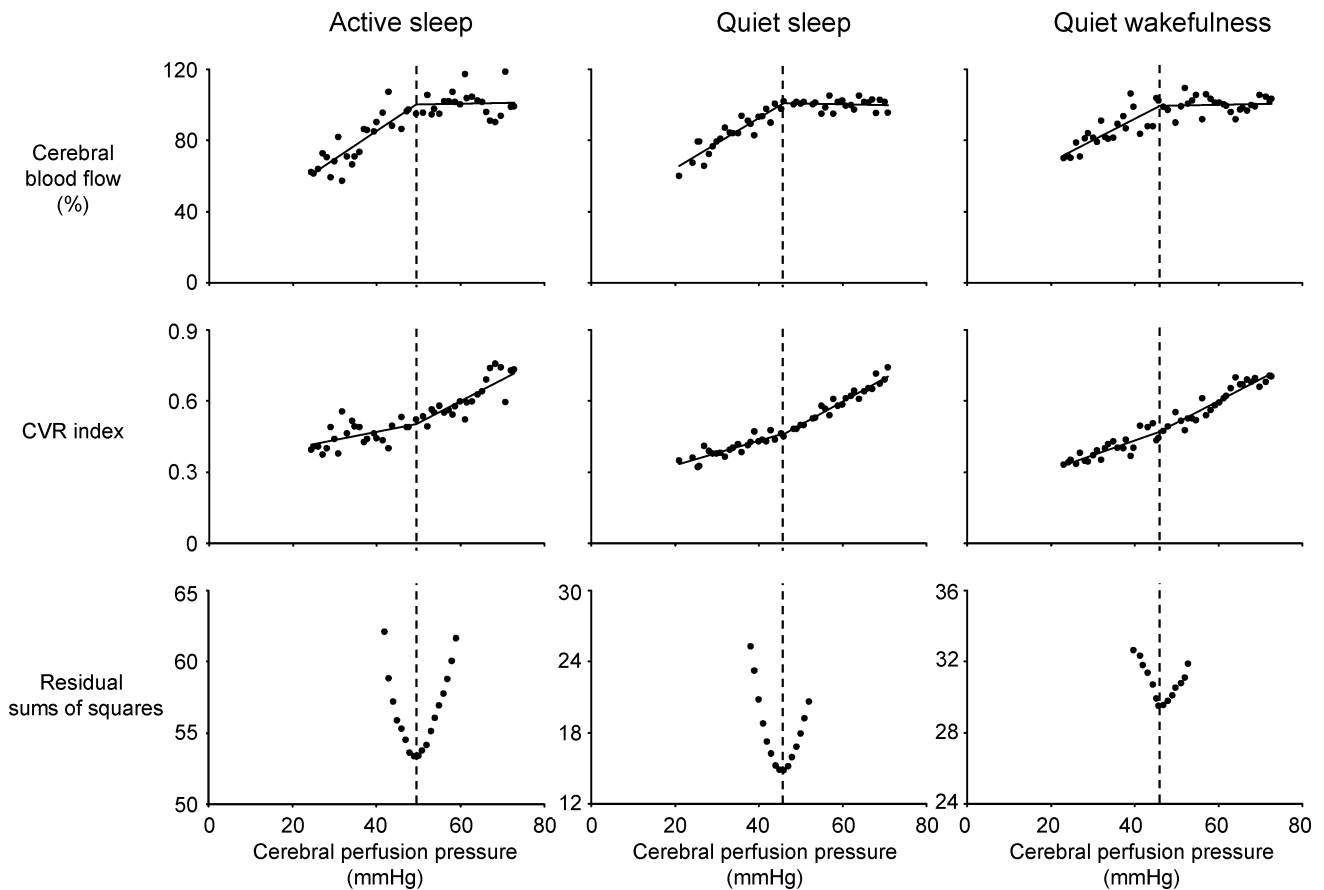 Active sleep
Quiet sleep
Quiet wakefulness
120
80
40
0
Cerebral
blood flow
(%)
0.9
0.6
0.3
0
CVR index
65
60
55
50
30
24
18
12
36
32
28
24
Residual
sums of squares
0 20 40 60 80
0 20 40 60 80
0 20 40 60 80
Cerebral perfusion pressure
(mmHg)
Cerebral perfusion pressure
(mmHg)
Cerebral perfusion pressure
(mmHg)